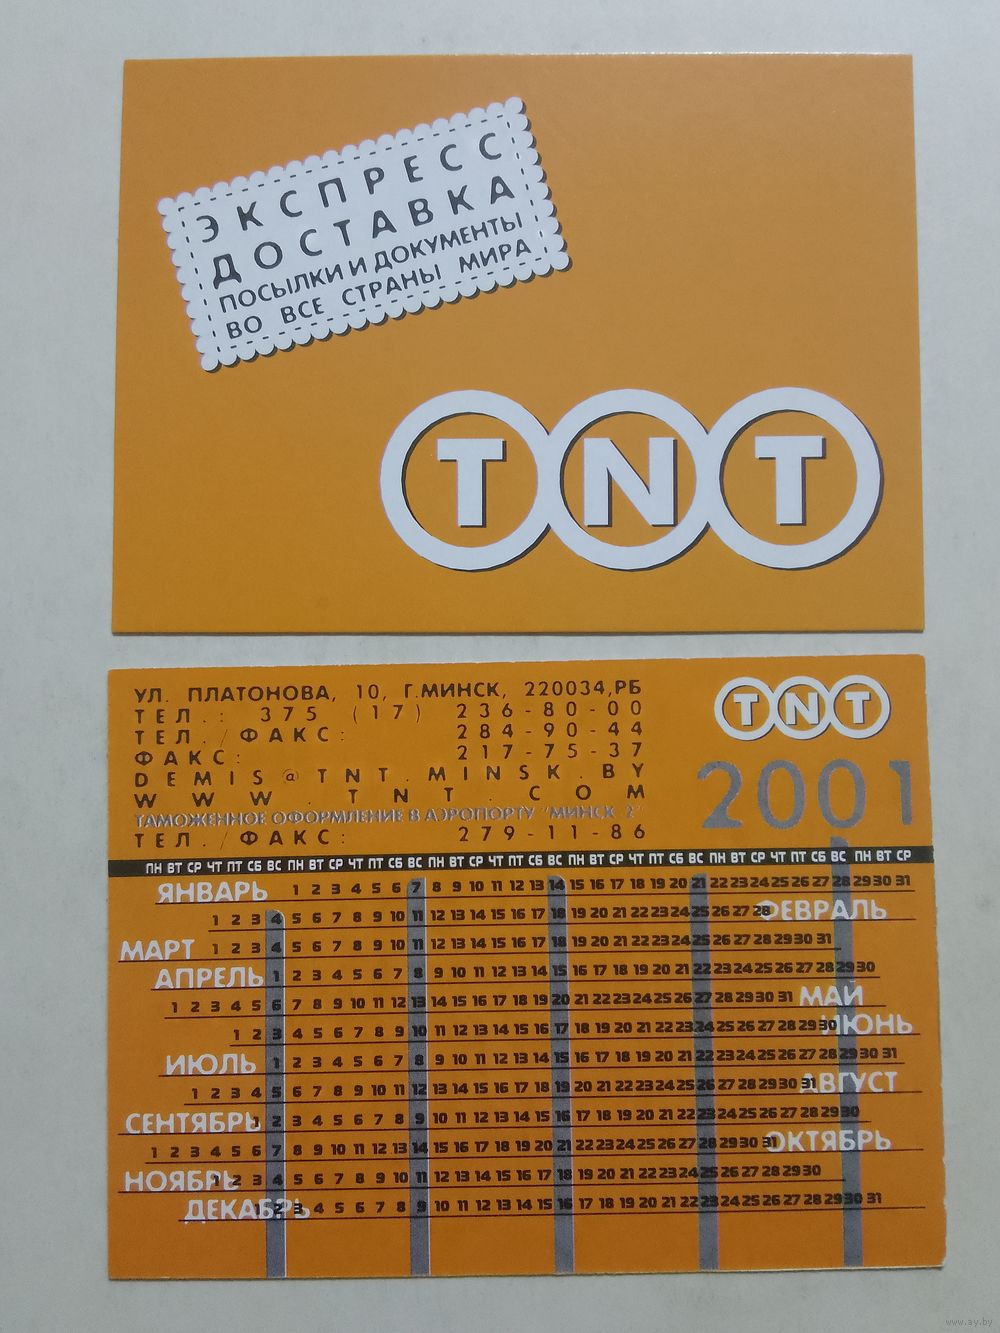 ЭКСПРЕСС
ДОСТАВКА
ПОСЫЛКИ И ДОКУМЕНТЫ
ВО ВСЕ СТРАНЫ МИРА
TNT
УЛ. ПЛАТОНОВА, 10, Г.МИНСК, 220034,РБ
ТЕЛ.: 375 (17) 236-80-00
ТЕЛ./ФАКС: 284-90-44
ФАКС: 217-75-37
DEMIS@TNT.MINSK.BY
WWW.TNT.COM
ТАМОЖЕННОЕ ОФОРМЛЕНИЕ В АЭРОПОРТУ "МИНСК-2"
ТЕЛ./ФАКС: 279-11-86
TNT
2001
ПН ВТ СР ЧТ ПТ СБ ВС ПН ВТ СР ЧТ ПТ СБ ВС ПН ВТ СР ЧТ ПТ СБ ВС ПН ВТ СР ЧТ ПТ СБ ВС ПН ВТ СР ЧТ ПТ СБ ВС ПН ВТ СР
ЯНВАРЬ 1 2 3 4 5 6 7 8 9 10 11 12 13 14 15 16 17 18 19 20 21 22 23 24 25 26 27 28 29 30 31
1 2 3 4 5 6 7 8 9 10 11 12 13 14 15 16 17 18 19 20 21 22 23 24 25 26 27 28 ФЕВРАЛЬ
МАРТ 1 2 3 4 5 6 7 8 9 10 11 12 13 14 15 16 17 18 19 20 21 22 23 24 25 26 27 28 29 30 31
АПРЕЛЬ 1 2 3 4 5 6 7 8 9 10 11 12 13 14 15 16 17 18 19 20 21 22 23 24 25 26 27 28 29 30
1 2 3 4 5 6 7 8 9 10 11 12 13 14 15 16 17 18 19 20 21 22 23 24 25 26 27 28 29 30 31 МАЙ
1 2 3 4 5 6 7 8 9 10 11 12 13 14 15 16 17 18 19 20 21 22 23 24 25 26 27 28 29 30 ИЮНЬ
ИЮЛЬ 1 2 3 4 5 6 7 8 9 10 11 12 13 14 15 16 17 18 19 20 21 22 23 24 25 26 27 28 29 30 31
1 2 3 4 5 6 7 8 9 10 11 12 13 14 15 16 17 18 19 20 21 22 23 24 25 26 27 28 29 30 31 АВГУСТ
СЕНТЯБРЬ 1 2 3 4 5 6 7 8 9 10 11 12 13 14 15 16 17 18 19 20 21 22 23 24 25 26 27 28 29 30
1 2 3 4 5 6 7 8 9 10 11 12 13 14 15 16 17 18 19 20 21 22 23 24 25 26 27 28 29 30 31 ОКТЯБРЬ
НОЯБРЬ 1 2 3 4 5 6 7 8 9 10 11 12 13 14 15 16 17 18 19 20 21 22 23 24 25 26 27 28 29 30
ДЕКАБРЬ 1 2 3 4 5 6 7 8 9 10 11 12 13 14 15 16 17 18 19 20 21 22 23 24 25 26 27 28 29 30 31
www.ay.by